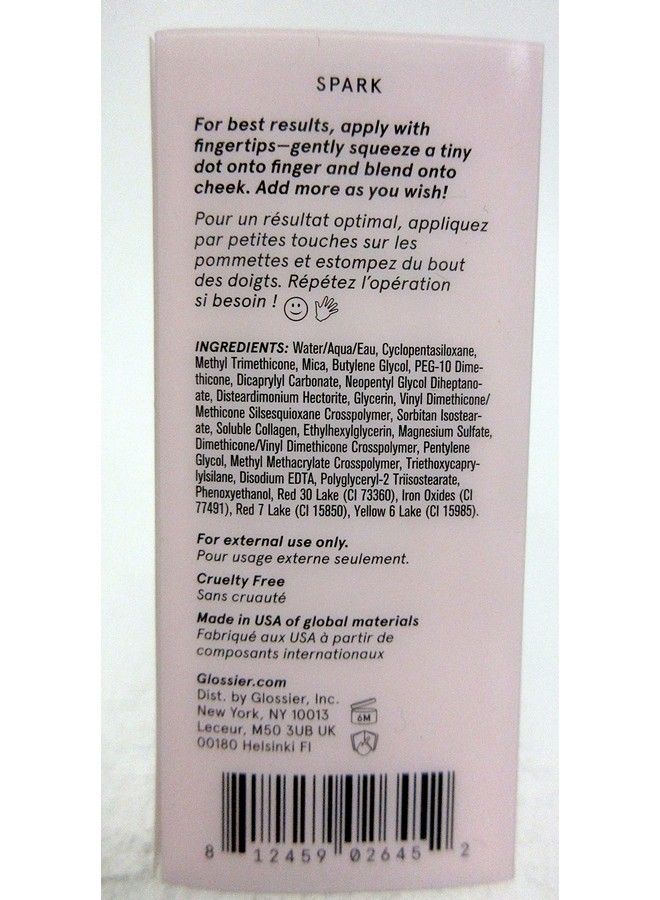 SPARK
For best results, apply with
fingertips—gently squeeze a tiny
dot onto finger and blend onto
cheek. Add more as you wish!
Pour un résultat optimal, appliquez
par petites touches sur les
pommettes et estompez du bout
des doigts. Répétez l'opération
si besoin !
INGREDIENTS: Water/Aqua/Eau, Cyclopentasiloxane,
Methyl Trimethicone, Mica, Butylene Glycol, PEG-10 Dime-
thicone, Dicaprylyl Carbonate, Neopentyl Glycol Diheptano-
ate, Disteardimonium Hectorite, Glycerin, Vinyl Dimethicone/
Methicone Silsesquioxane Crosspolymer, Sorbitan Isostear-
ate, Soluble Collagen, Ethylhexylglycerin, Magnesium Sulfate,
Dimethicone/Vinyl Dimethicone Crosspolymer, Pentylene
Glycol, Methyl Methacrylate Crosspolymer, Triethoxycapry-
lylsilane, Disodium EDTA, Polyglyceryl-2 Triisostearate,
Phenoxyethanol, Red 30 Lake (CI 73360), Iron Oxides (CI
77491), Red 7 Lake (CI 15850), Yellow 6 Lake (CI 15985).
For external use only.
Pour usage externe seulement.
Cruelty Free
Sans cruauté
Made in USA of global materials
Fabriqué aux USA à partir de
composants internationaux
Glossier.com
Dist. by Glossier, Inc.
New York, NY 10013
Leceur, M50 3UB UK
00180 Helsinki FI
6M
8 12459 02645 2